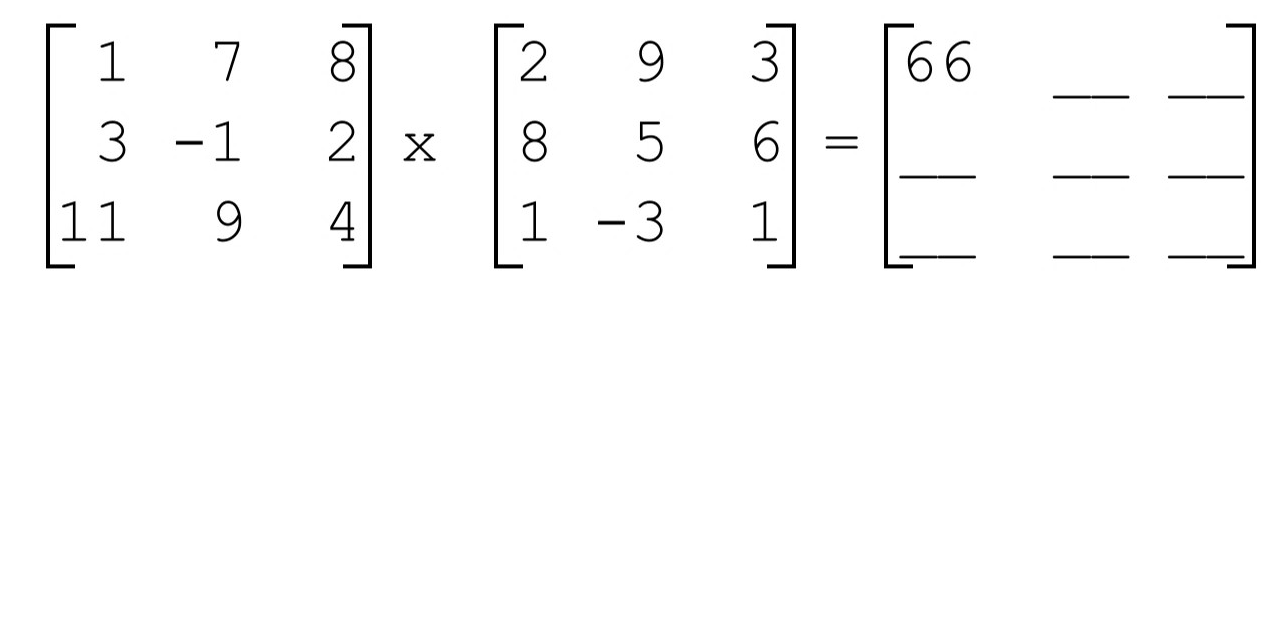 1 7 8 2 9 3 66 __ __
3 -1 2 x 8 5 6 = __ __ __
11 9 4 1 -3 1 __ __ __